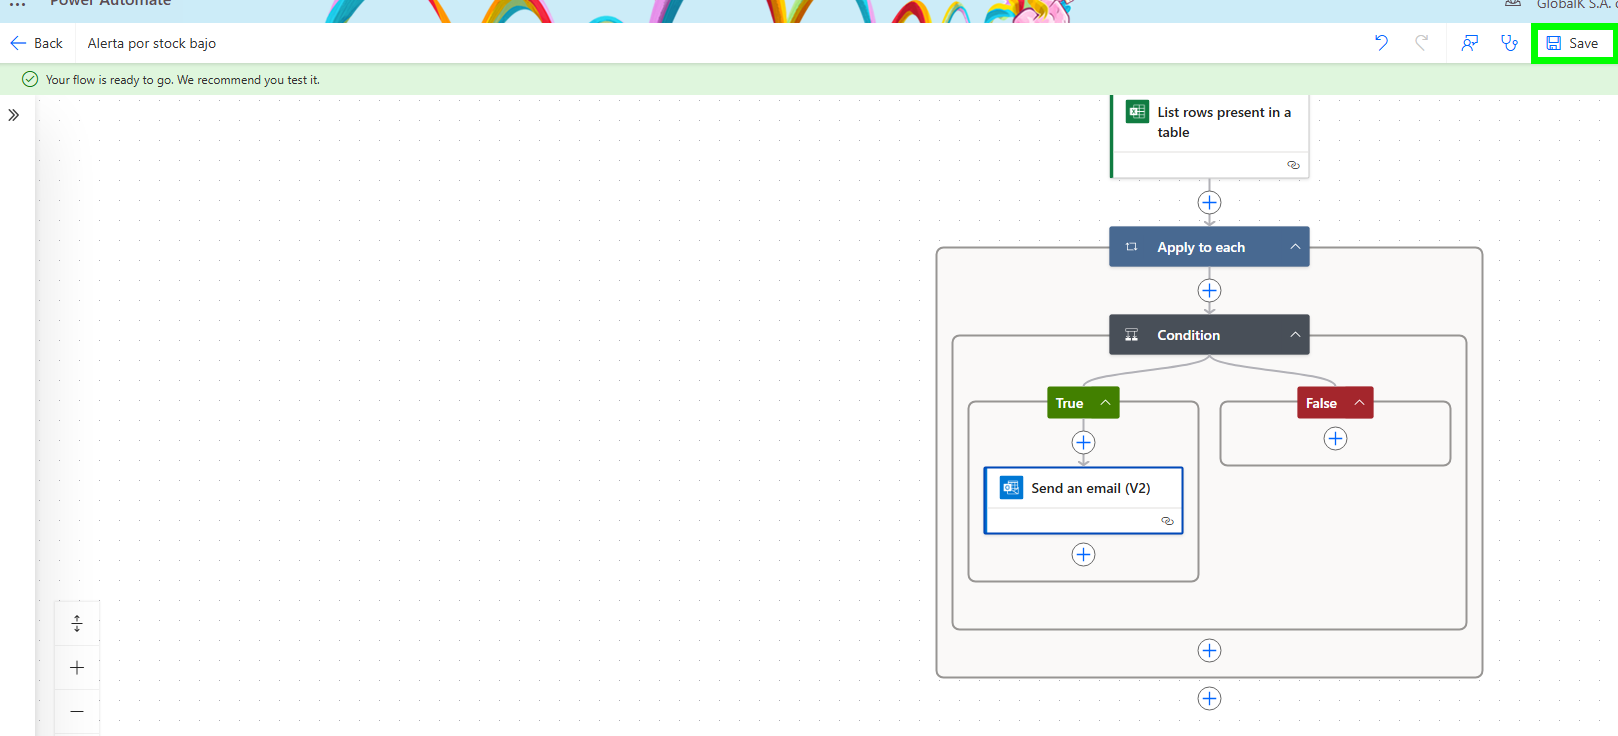 Power Automate
GlobalK S.A.
Back
Alerta por stock bajo
Save
Your flow is ready to go. We recommend you test it.
List rows present in a
table
Apply to each
Condition
True
False
Send an email (V2)